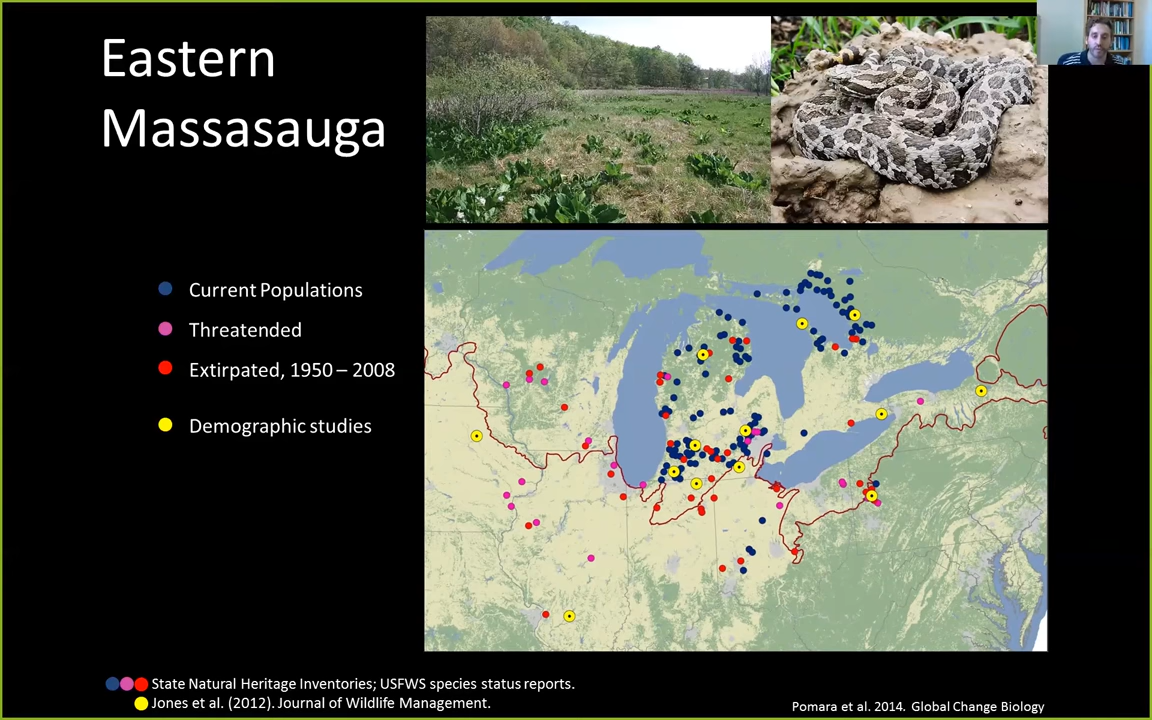 Eastern
Massasauga
Current Populations
Threatended
Extirpated, 1950 – 2008
Demographic studies
State Natural Heritage Inventories; USFWS species status reports.
Jones et al. (2012). Journal of Wildlife Management.
Pomara et al. 2014. Global Change Biology